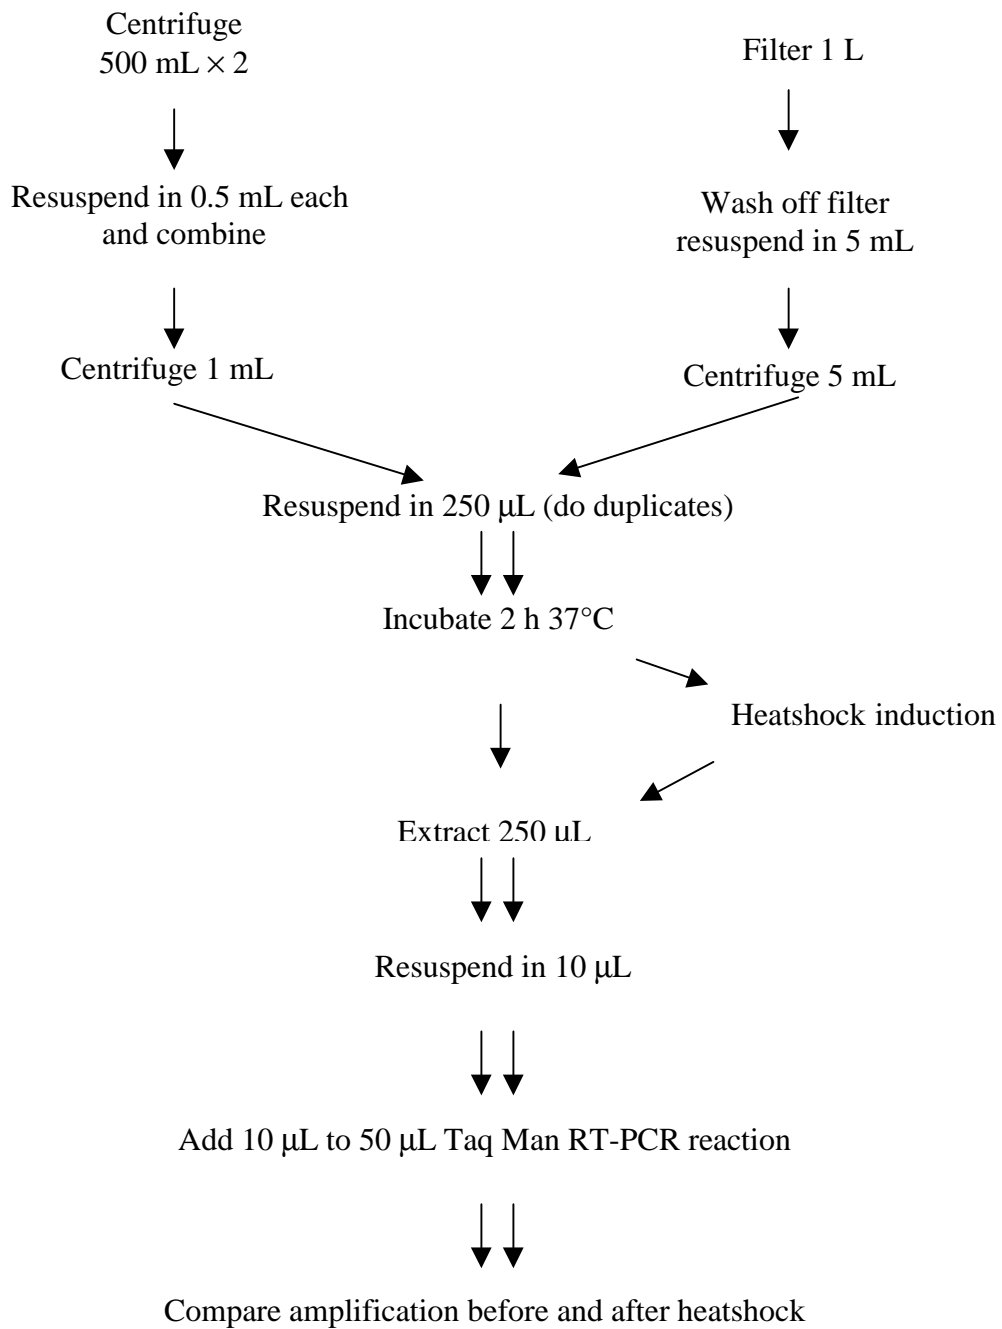 Centrifuge
500 mL × 2
Filter 1 L
Resuspend in 0.5 mL each
and combine
Wash off filter
resuspend in 5 mL
Centrifuge 1 mL
Centrifuge 5 mL
Resuspend in 250 μL (do duplicates)
Incubate 2 h 37°C
Heatshock induction
Extract 250 μL
Resuspend in 10 μL
Add 10 μL to 50 μL Taq Man RT-PCR reaction
Compare amplification before and after heatshock